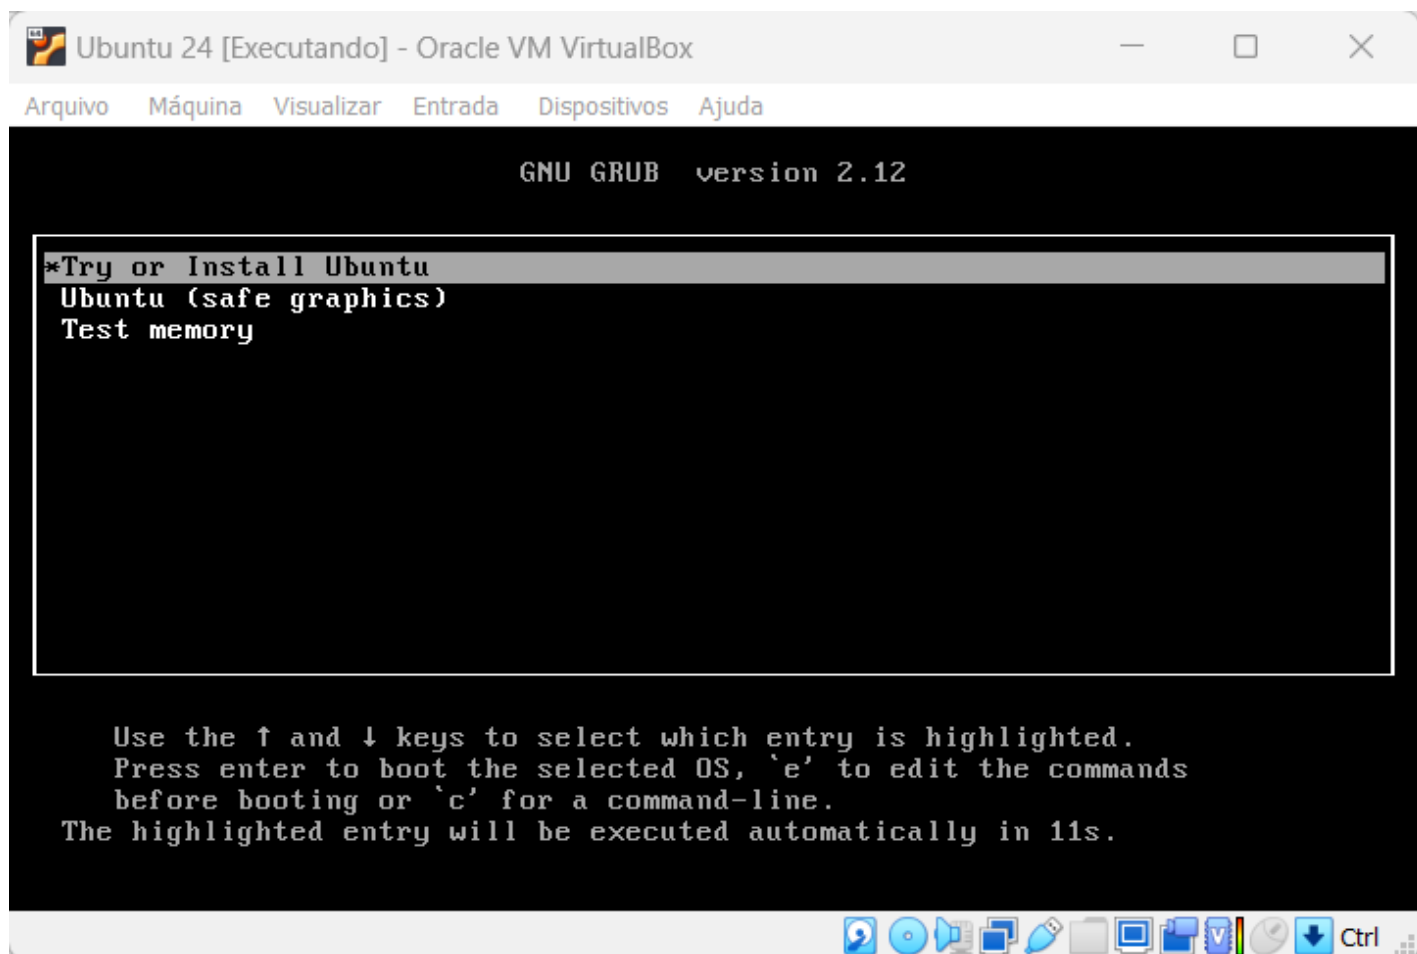 Ubuntu 24 [Executando] - Oracle VM VirtualBox
Arquivo Máquina Visualizar Entrada Dispositivos Ajuda
GNU GRUB version 2.12
*Try or Install Ubuntu
Ubuntu (safe graphics)
Test memory
Use the ↑ and ↓ keys to select which entry is highlighted.
Press enter to boot the selected OS, `e' to edit the commands
before booting or `c' for a command-line.
The highlighted entry will be executed automatically in 11s.
Ctrl